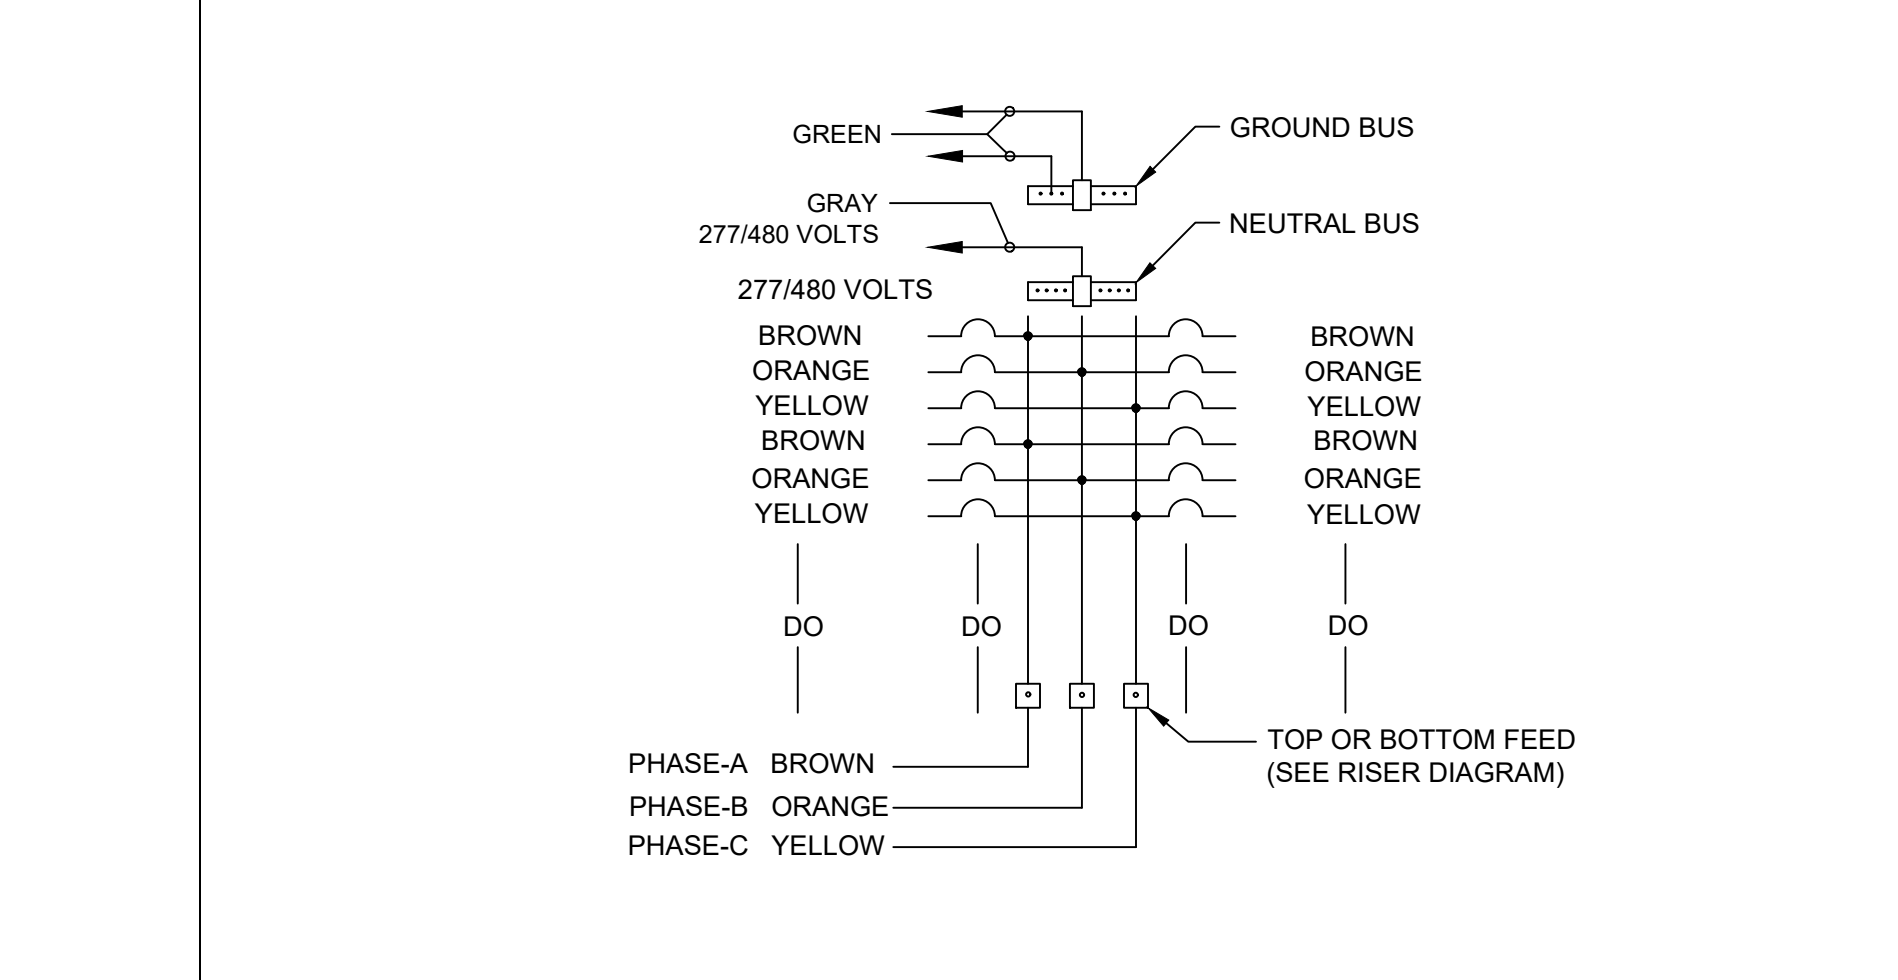 GREEN
GROUND BUS
GRAY
277/480 VOLTS
NEUTRAL BUS
277/480 VOLTS
BROWN BROWN
ORANGE ORANGE
YELLOW YELLOW
BROWN BROWN
ORANGE ORANGE
YELLOW YELLOW
DO DO DO DO
TOP OR BOTTOM FEED
(SEE RISER DIAGRAM)
PHASE-A BROWN
PHASE-B ORANGE
PHASE-C YELLOW